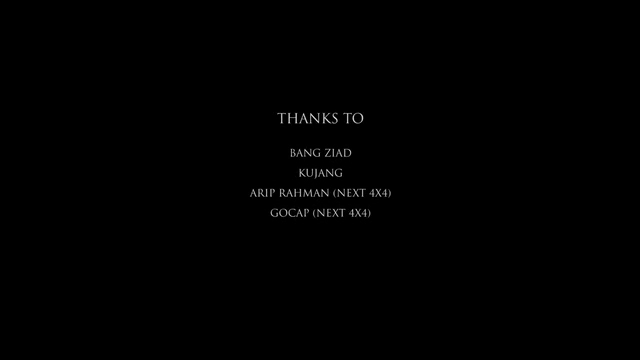 THANKS TO
BANG ZIAD
KUJANG
ARIP RAHMAN (NEXT 4X4)
GOCAP (NEXT 4X4)